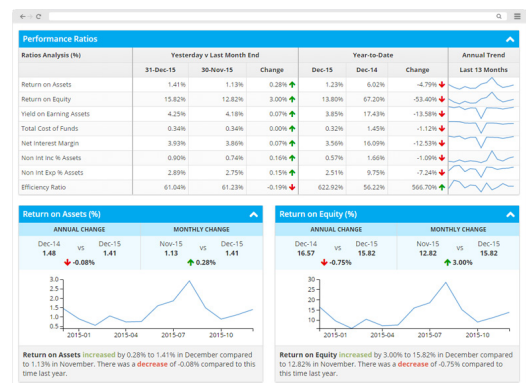 Performance Ratios
Ratios Analysis (%) Yesterday v Last Month End Year-to-Date Annual Trend
31-Dec-15 30-Nov-15 Change Dec-15 Dec-14 Change Last 13 Months
Return on Assets 1.41% 1.13% 0.28% 1.23% 6.02% -4.79%
Return on Equity 15.82% 12.82% 3.00% 13.80% 67.20% -53.40%
Yield on Earning Assets 4.25% 4.18% 0.07% 3.85% 17.43% -13.58%
Total Cost of Funds 0.34% 0.34% 0.00% 0.32% 1.45% -1.12%
Net Interest Margin 3.93% 3.86% 0.07% 3.56% 16.09% -12.53%
Non Int Inc % Assets 0.90% 0.74% 0.16% 0.57% 1.66% -1.09%
Non Int Exp % Assets 2.89% 2.75% 0.15% 2.51% 9.75% -7.24%
Efficiency Ratio 61.04% 61.23% -0.19% 622.92% 56.22% 566.70%
Return on Assets (%)
ANNUAL CHANGE MONTHLY CHANGE
Dec-14 vs Dec-15 Nov-15 vs Dec-15
1.48 1.41 1.13 1.41
-0.08% 0.28%
3.0
2.5
2.0
1.5
1.0
0.5
2015-01 2015-04 2015-07 2015-10
Return on Assets increased by 0.28% to 1.41% in December compared
to 1.13% in November. There was a decrease of -0.08% compared to this
time last year.
Return on Equity (%)
ANNUAL CHANGE MONTHLY CHANGE
Dec-14 vs Dec-15 Nov-15 vs Dec-15
16.57 15.82 12.82 15.82
-0.75% 3.00%
30
25
20
15
10
2015-01 2015-04 2015-07 2015-10
Return on Equity increased by 3.00% to 15.82% in December compared
to 12.82% in November. There was a decrease of -0.75% compared to
this time last year.